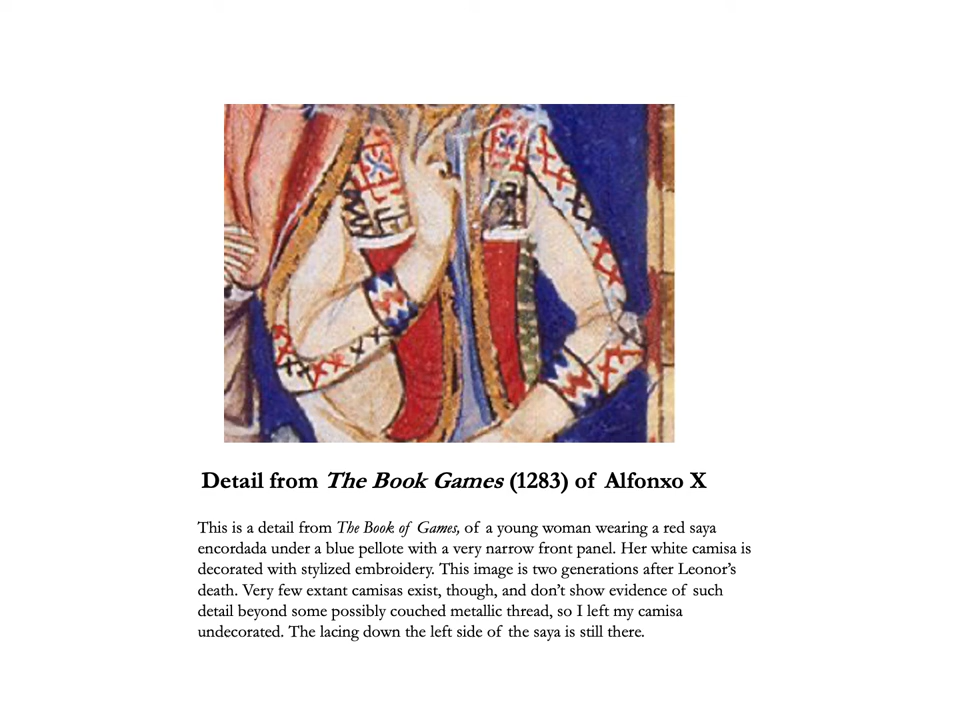 Detail from The Book Games (1283) of Alfonxo X
This is a detail from The Book of Games, of a young woman wearing a red saya
encordada under a blue pellote with a very narrow front panel. Her white camisa is
decorated with stylized embroidery. This image is two generations after Leonor’s
death. Very few extant camisas exist, though, and don’t show evidence of such
detail beyond some possibly couched metallic thread, so I left my camisa
undecorated. The lacing down the left side of the saya is still there.